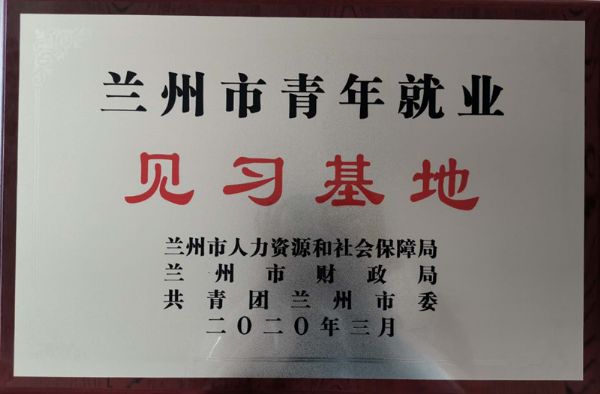 兰州市青年就业
见习基地
兰州市人力资源和社会保障局
兰州市财政局
共青团兰州市委
二〇二〇年三月